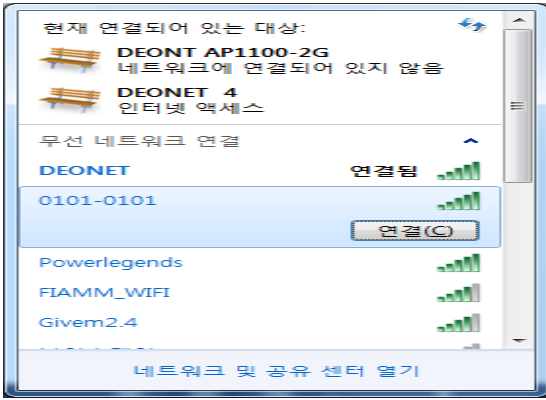 현재 연결되어 있는 대상:
DEONT AP1100-2G
네트워크에 연결되어 있지 않음
DEONET 4
인터넷 액세스
무선 네트워크 연결
DEONET 연결됨
0101-0101
연결(C)
Powerlegends
FIAMM_WIFI
Givem2.4
네트워크 및 공유 센터 열기